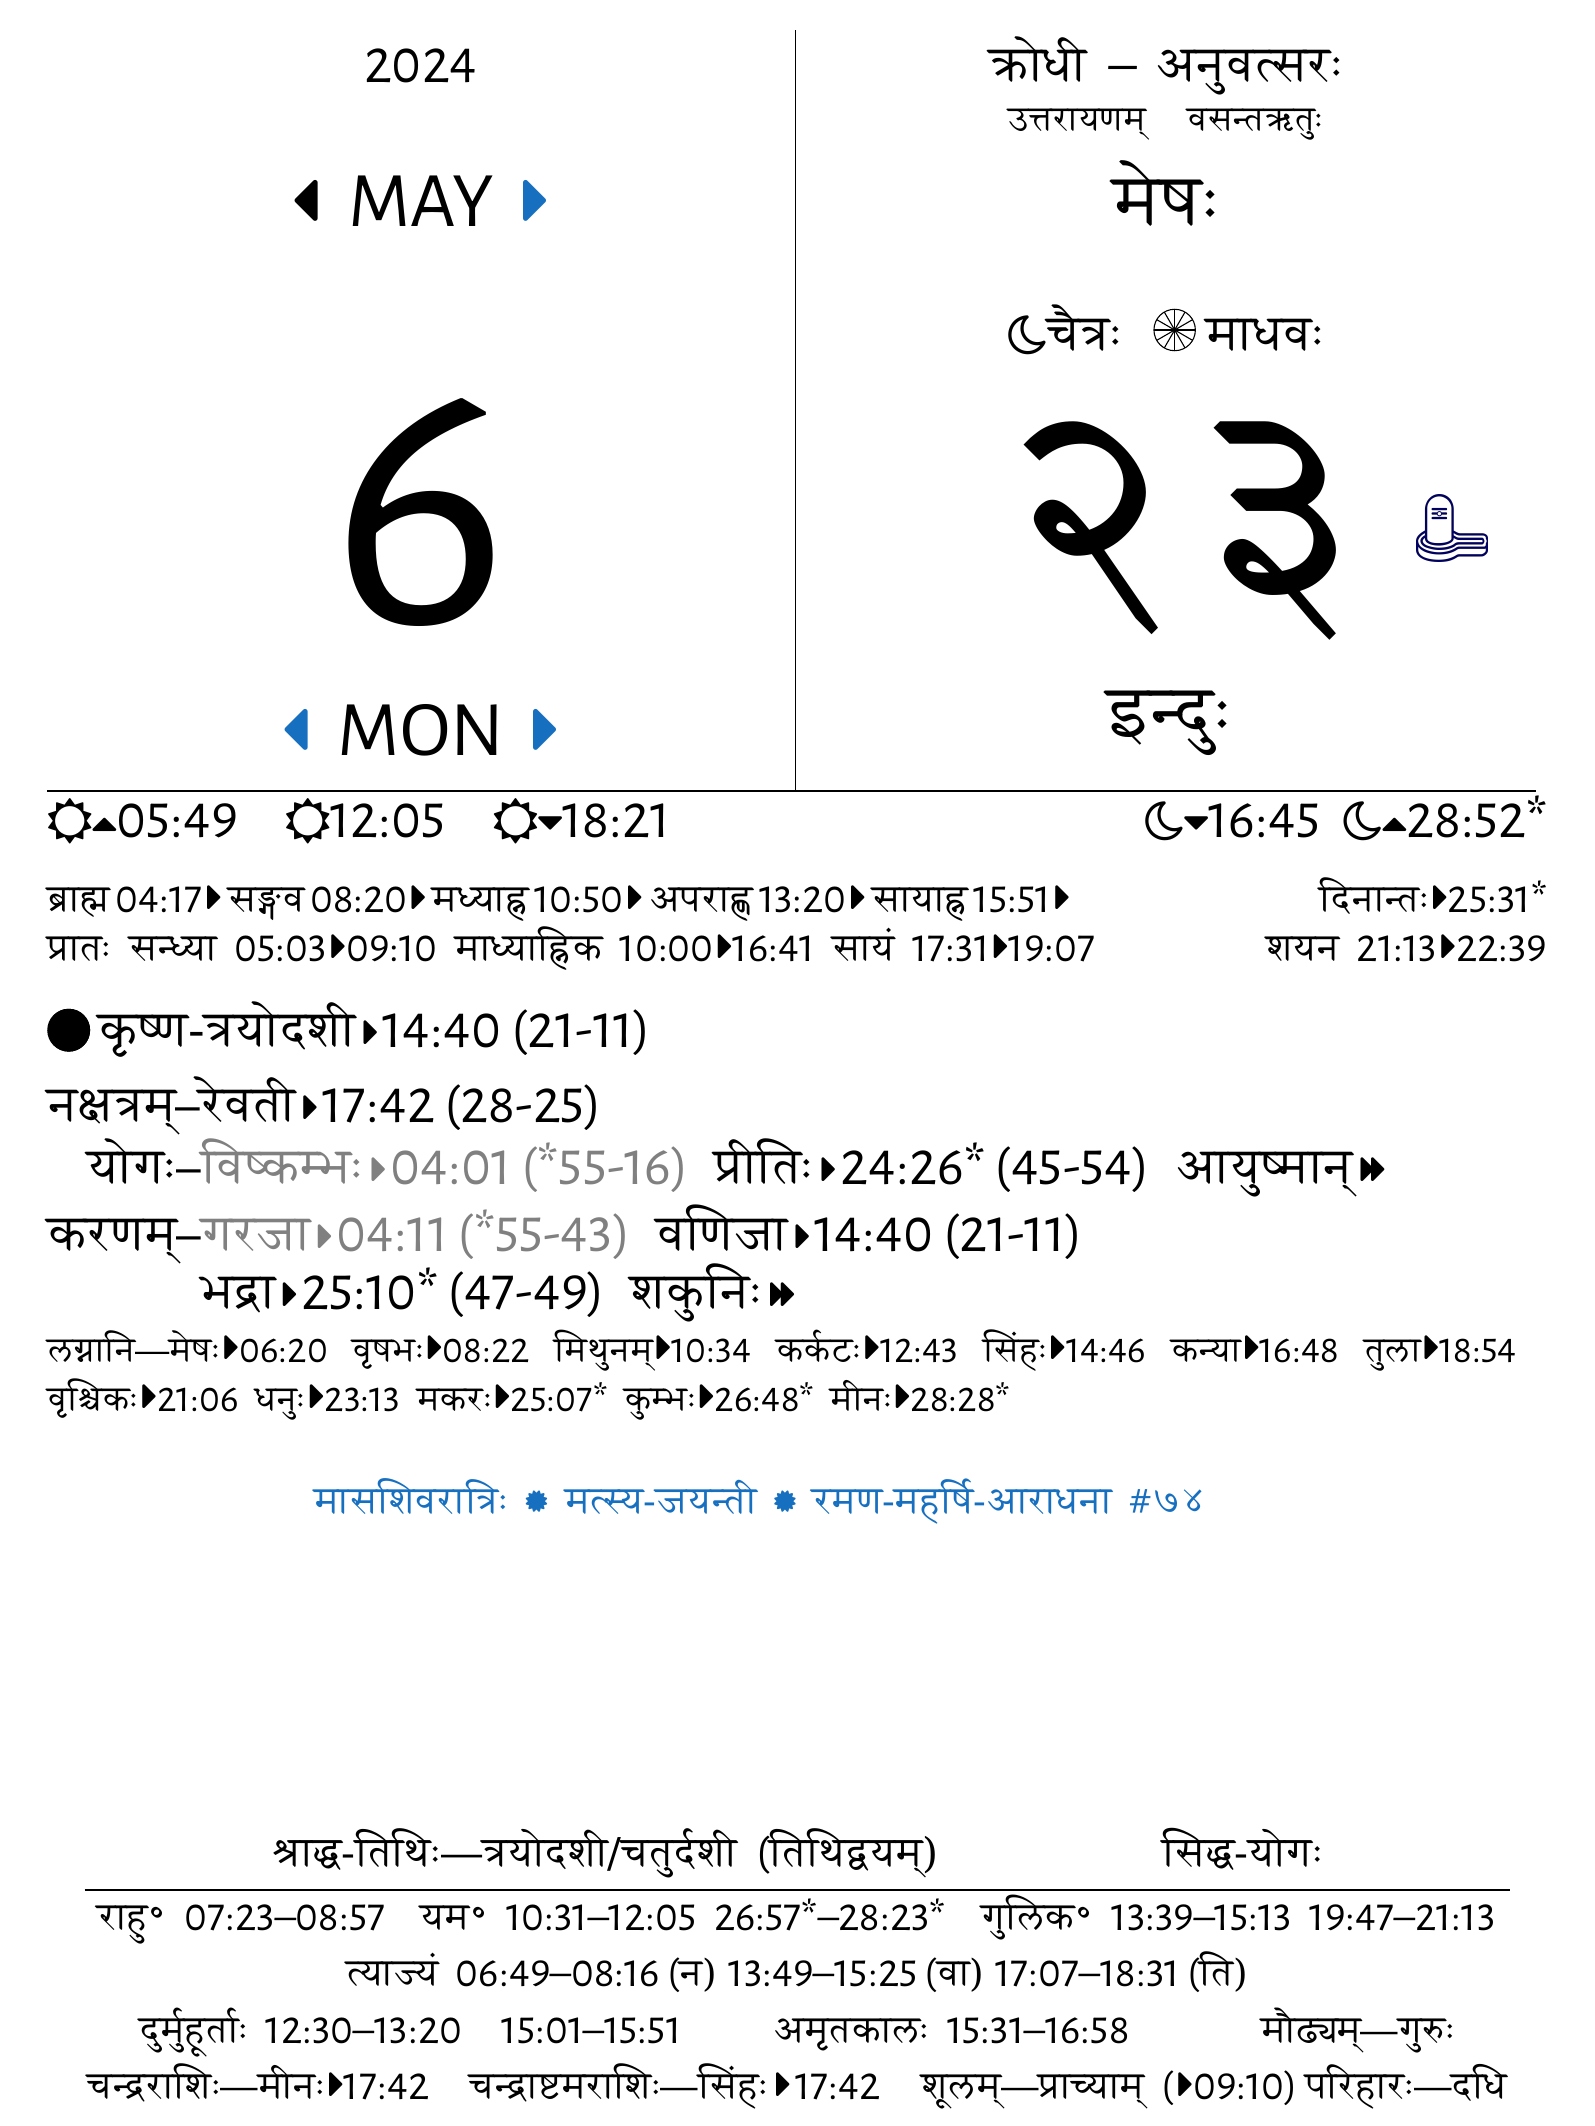 2024
MAY
6
MON
क्रोधी – अनुवत्सरः
उत्तरायणम् वसन्तऋतुः
मेषः
चैत्रः माधवः
२३
इन्दुः
05:49 12:05 18:21 16:45 28:52*
ब्राह्म 04:17 सङ्गव 08:20 मध्याह्न 10:50 अपराह्ण 13:20 सायाह्न 15:51 दिनान्तः 25:31*
प्रातः सन्ध्या 05:03 09:10 माध्याह्निक 10:00 16:41 सायं 17:31 19:07 शयन 21:13 22:39
कृष्ण-त्रयोदशी 14:40 (21-11)
नक्षत्रम्–रेवती 17:42 (28-25)
योगः–विष्कम्भः 04:01 (*55-16) प्रीतिः 24:26* (45-54) आयुष्मान्
करणम्–गरजा 04:11 (*55-43) वणिजा 14:40 (21-11)
भद्रा 25:10* (47-49) शकुनिः
लग्नानि—मेषः 06:20 वृषभः 08:22 मिथुनम् 10:34 कर्कटः 12:43 सिंहः 14:46 कन्या 16:48 तुला 18:54
वृश्चिकः 21:06 धनुः 23:13 मकरः 25:07* कुम्भः 26:48* मीनः 28:28*
मासशिवरात्रिः ✹ मत्स्य-जयन्ती ✹ रमण-महर्षि-आराधना #७४
श्राद्ध-तिथिः—त्रयोदशी/चतुर्दशी (तिथिद्वयम्) सिद्ध-योगः
राहु° 07:23–08:57 यम° 10:31–12:05 26:57*–28:23* गुलिक° 13:39–15:13 19:47–21:13
त्याज्यं 06:49–08:16 (न) 13:49–15:25 (वा) 17:07–18:31 (ति)
दुर्मुहूर्ताः 12:30–13:20 15:01–15:51 अमृतकालः 15:31–16:58 मौढ्यम्—गुरुः
चन्द्रराशिः—मीनः 17:42 चन्द्राष्टमराशिः—सिंहः 17:42 शूलम्—प्राच्याम् (09:10) परिहारः—दधि